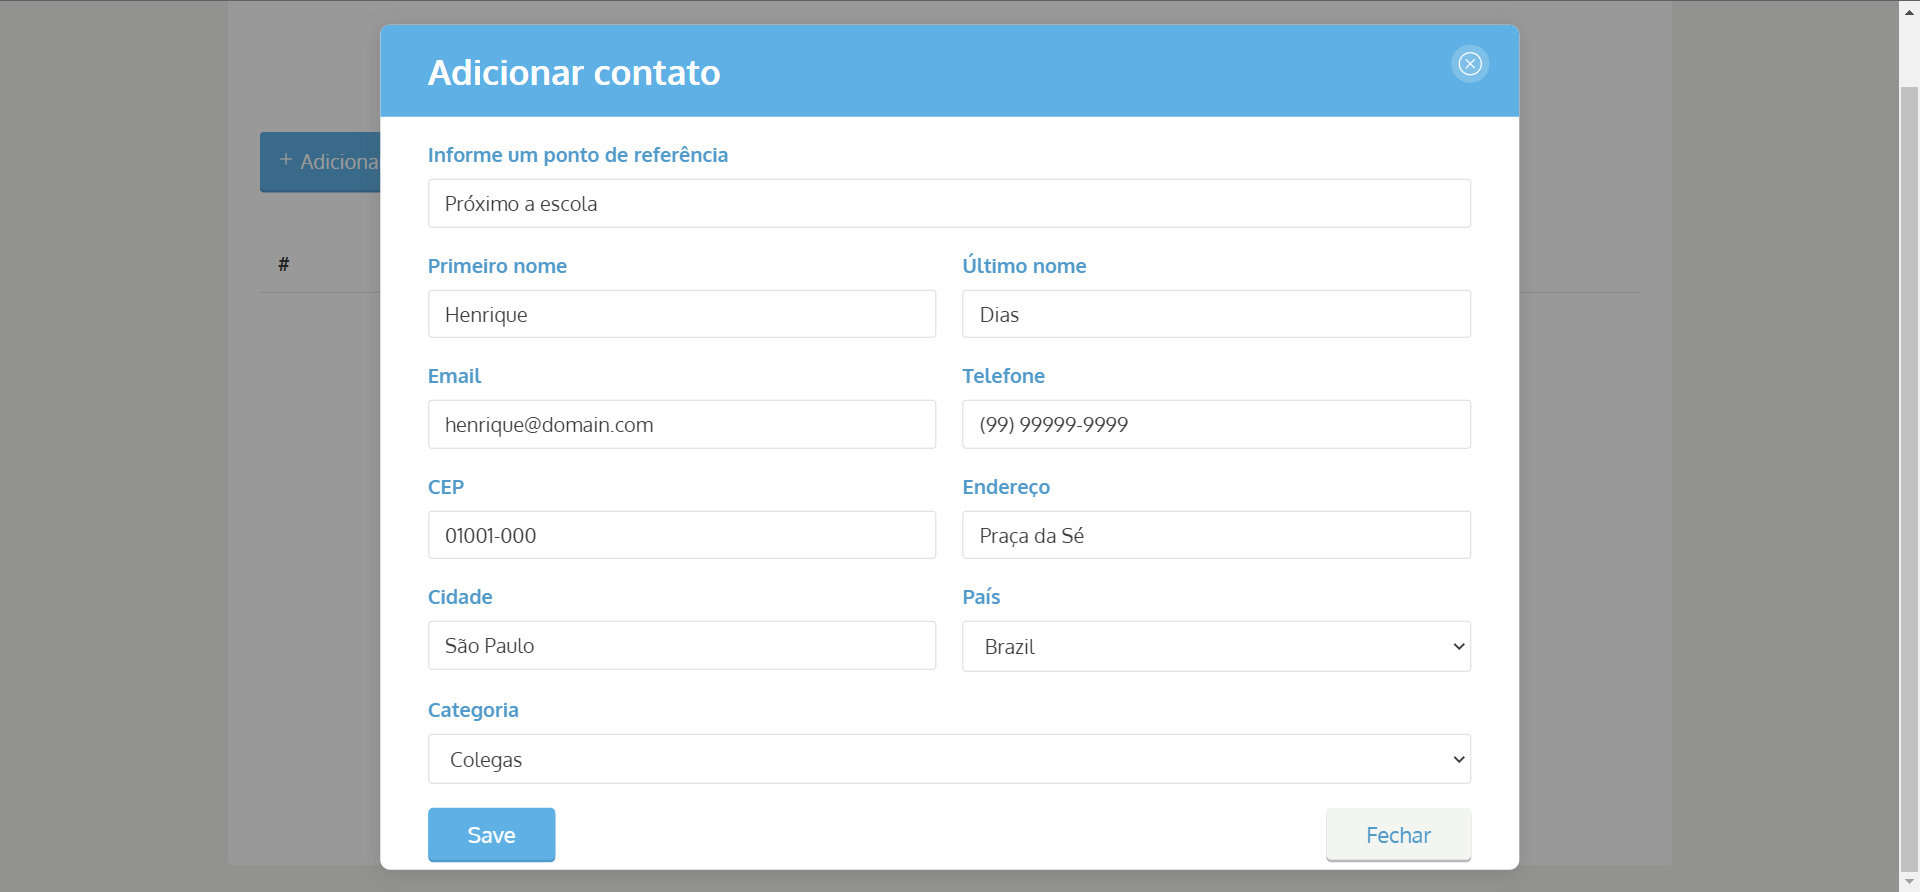 Adicionar contato
Informe um ponto de referência
+ Adiciona
Próximo a escola
#
Primeiro nome
Último nome
Henrique
Dias
Email
Telefone
henrique@domain.com
(99) 99999-9999
CEP
Endereço
01001-000
Praça da Sé
Cidade
País
São Paulo
Brazil
Categoria
Colegas
Save
Fechar